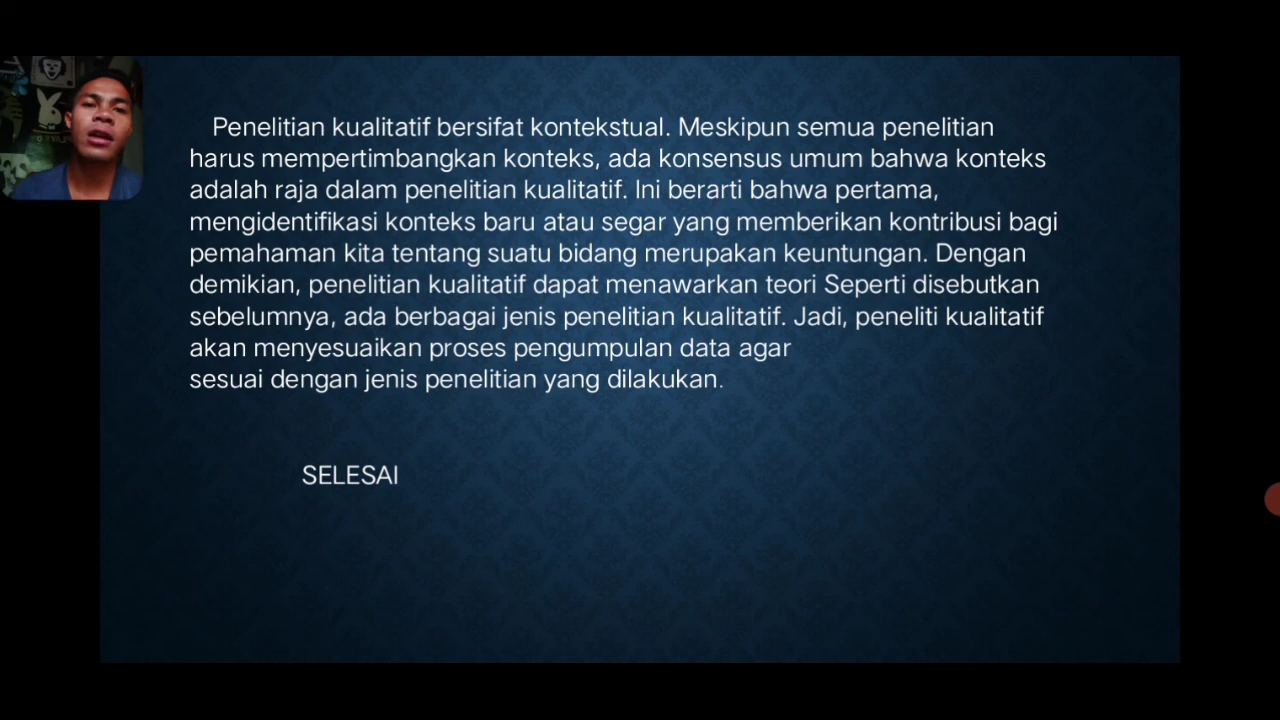 Penelitian kualitatif bersifat kontekstual. Meskipun semua penelitian
harus mempertimbangkan konteks, ada konsensus umum bahwa konteks
adalah raja dalam penelitian kualitatif. Ini berarti bahwa pertama,
mengidentifikasi konteks baru atau segar yang memberikan kontribusi bagi
pemahaman kita tentang suatu bidang merupakan keuntungan. Dengan
demikian, penelitian kualitatif dapat menawarkan teori Seperti disebutkan
sebelumnya, ada berbagai jenis penelitian kualitatif. Jadi, peneliti kualitatif
akan menyesuaikan proses pengumpulan data agar
sesuai dengan jenis penelitian yang dilakukan.
SELESAI